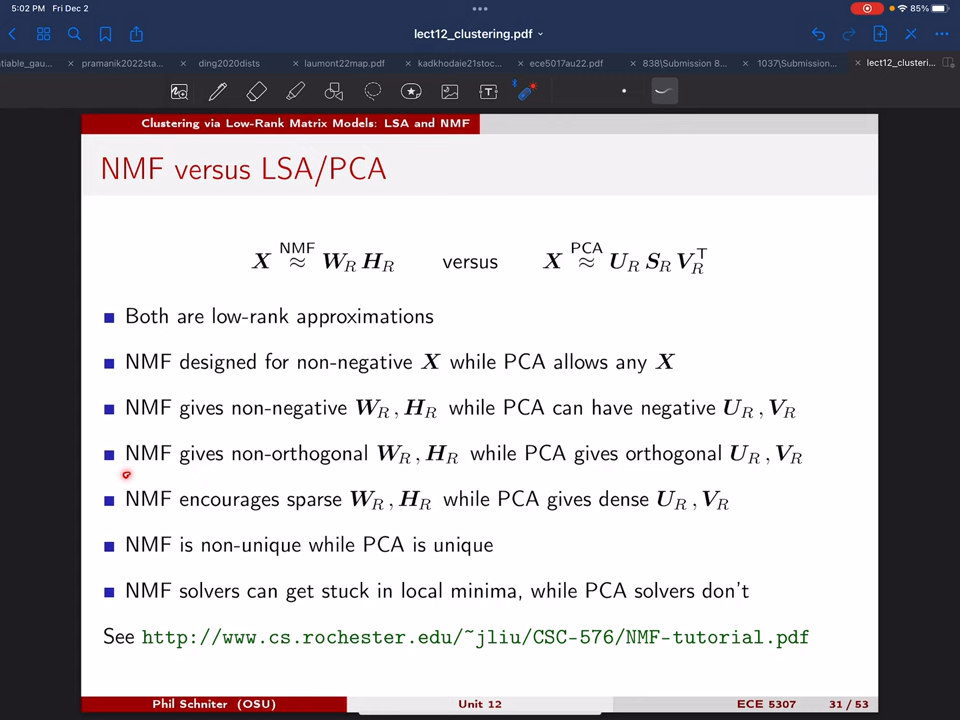 5:02 PM Fri Dec 2
85%
lect12_clustering.pdf
tiable_gau...
pramanik2022sta...
ding2020dists
laumont22map.pdf
kadkhodaie21stoc...
ece5017au22.pdf
838\Submission 8...
1037\Submission...
lect12_clusteri...
Clustering via Low-Rank Matrix Models: LSA and NMF
NMF versus LSA/PCA
X NMF ≈ W_R H_R versus X PCA ≈ U_R S_R V_R^T
Both are low-rank approximations
NMF designed for non-negative X while PCA allows any X
NMF gives non-negative W_R, H_R while PCA can have negative U_R, V_R
NMF gives non-orthogonal W_R, H_R while PCA gives orthogonal U_R, V_R
NMF encourages sparse W_R, H_R while PCA gives dense U_R, V_R
NMF is non-unique while PCA is unique
NMF solvers can get stuck in local minima, while PCA solvers don't
See http://www.cs.rochester.edu/~jliu/CSC-576/NMF-tutorial.pdf
Phil Schniter (OSU) Unit 12 ECE 5307 31 / 53